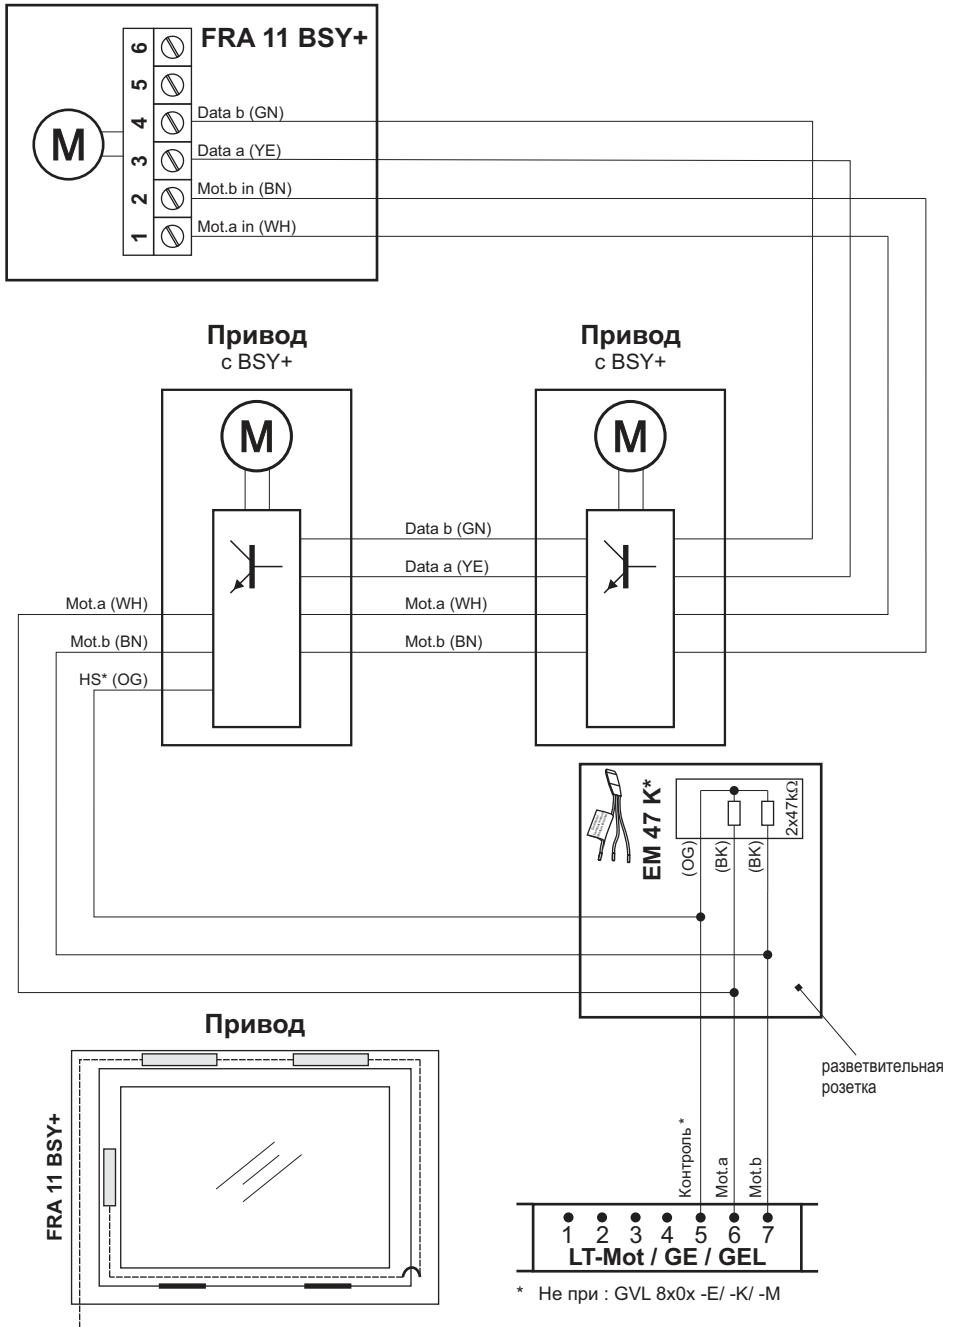 FRA 11 BSY+
6
5
4
3
2
1
Data b (GN)
Data a (YE)
Mot.b in (BN)
Mot.a in (WH)
M
Привод
с BSY+
Привод
с BSY+
M
M
Data b (GN)
Data a (YE)
Mot.a (WH)
Mot.b (BN)
Mot.a (WH)
Mot.b (BN)
HS* (OG)
EM 47 K*
2x47kΩ
(OG)
(BK)
(BK)
разветвительная
розетка
Привод
FRA 11 BSY+
Контроль *
Mot.a
Mot.b
1 2 3 4 5 6 7
LT-Mot / GE / GEL
* Не при : GVL 8x0x -E/ -K/ -M